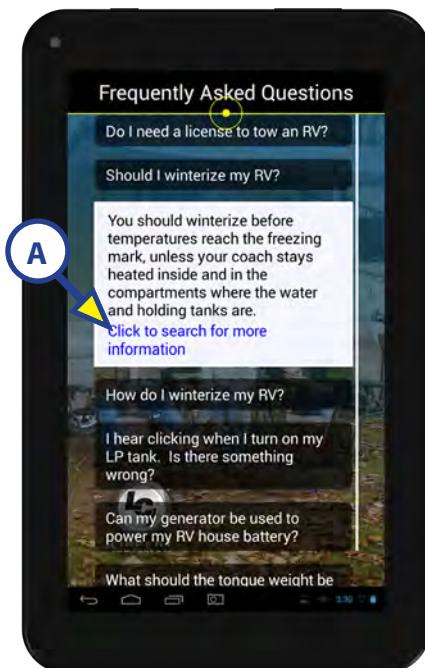 Frequently Asked Questions
Do I need a license to tow an RV?
Should I winterize my RV?
You should winterize before
temperatures reach the freezing
mark, unless your coach stays
heated inside and in the
compartments where the water
and holding tanks are.
Click to search for more
information
A
How do I winterize my RV?
I hear clicking when I turn on my
LP tank. Is there something
wrong?
LC
Can my generator be used to
power my RV house battery?
What should the tongue weight be
3:30